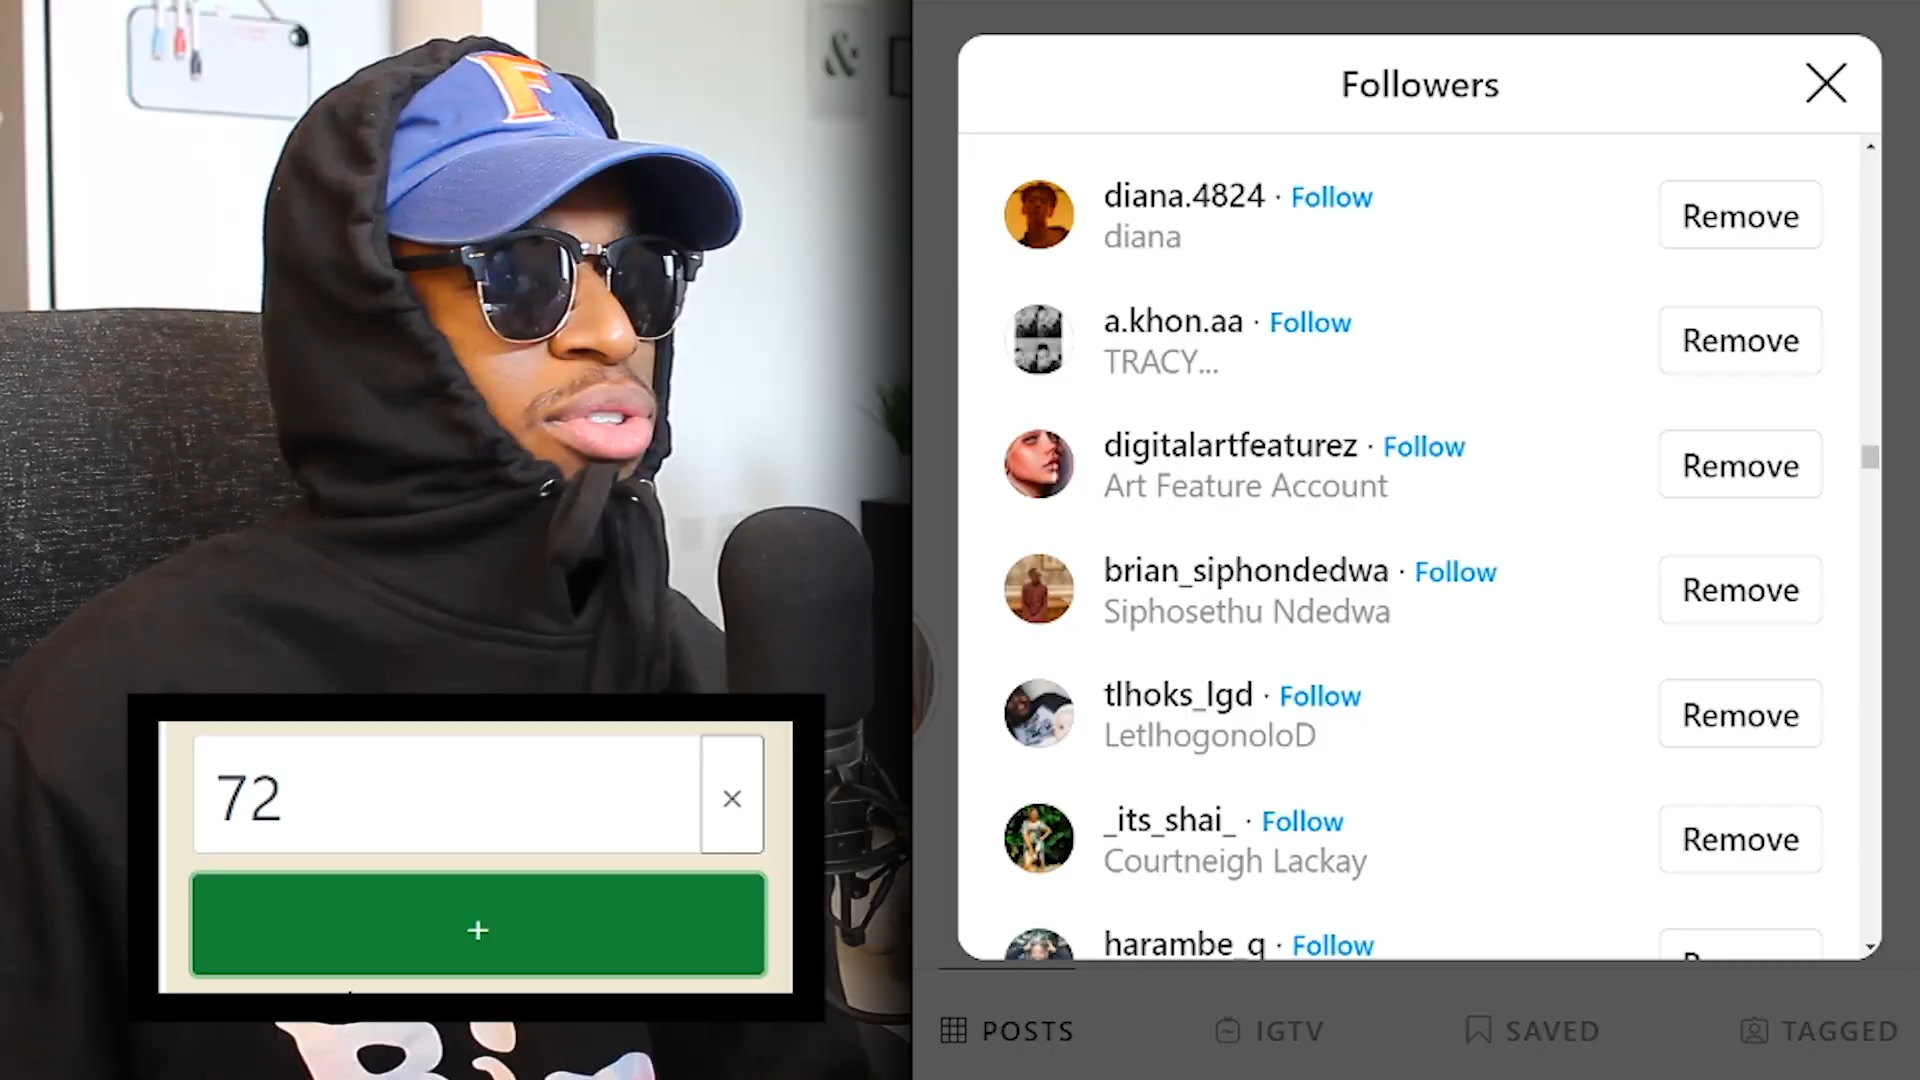 &
F
72
×
+
Followers
diana.4824 · Follow
diana
Remove
a.khon.aa · Follow
TRACY...
Remove
digitalartfeaturez · Follow
Art Feature Account
Remove
brian_siphondedwa · Follow
Siphosethu Ndedwa
Remove
tlhoks_lgd · Follow
LetlhogonoloD
Remove
_its_shai_ · Follow
Courtneigh Lackay
Remove
harambe_q · Follow
POSTS
IGTV
SAVED
TAGGED